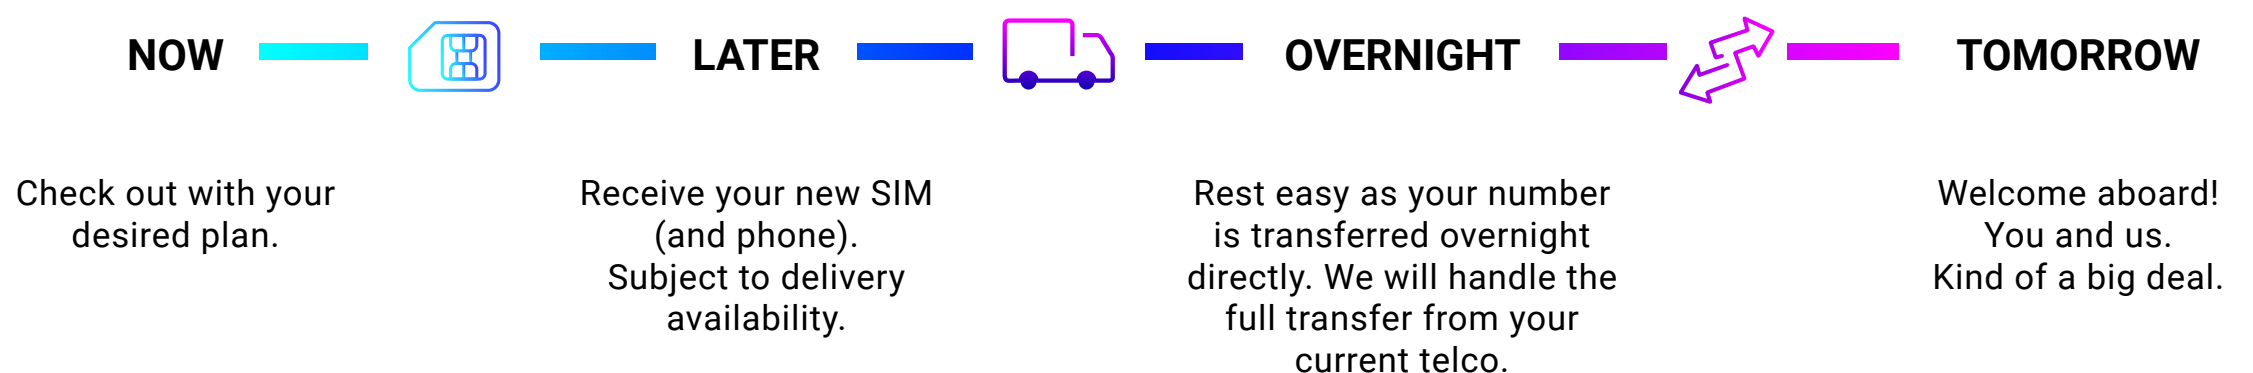 NOW
LATER
OVERNIGHT
TOMORROW
Check out with your
desired plan.
Receive your new SIM
(and phone).
Subject to delivery
availability.
Rest easy as your number
is transferred overnight
directly. We will handle the
full transfer from your
current telco.
Welcome aboard!
You and us.
Kind of a big deal.